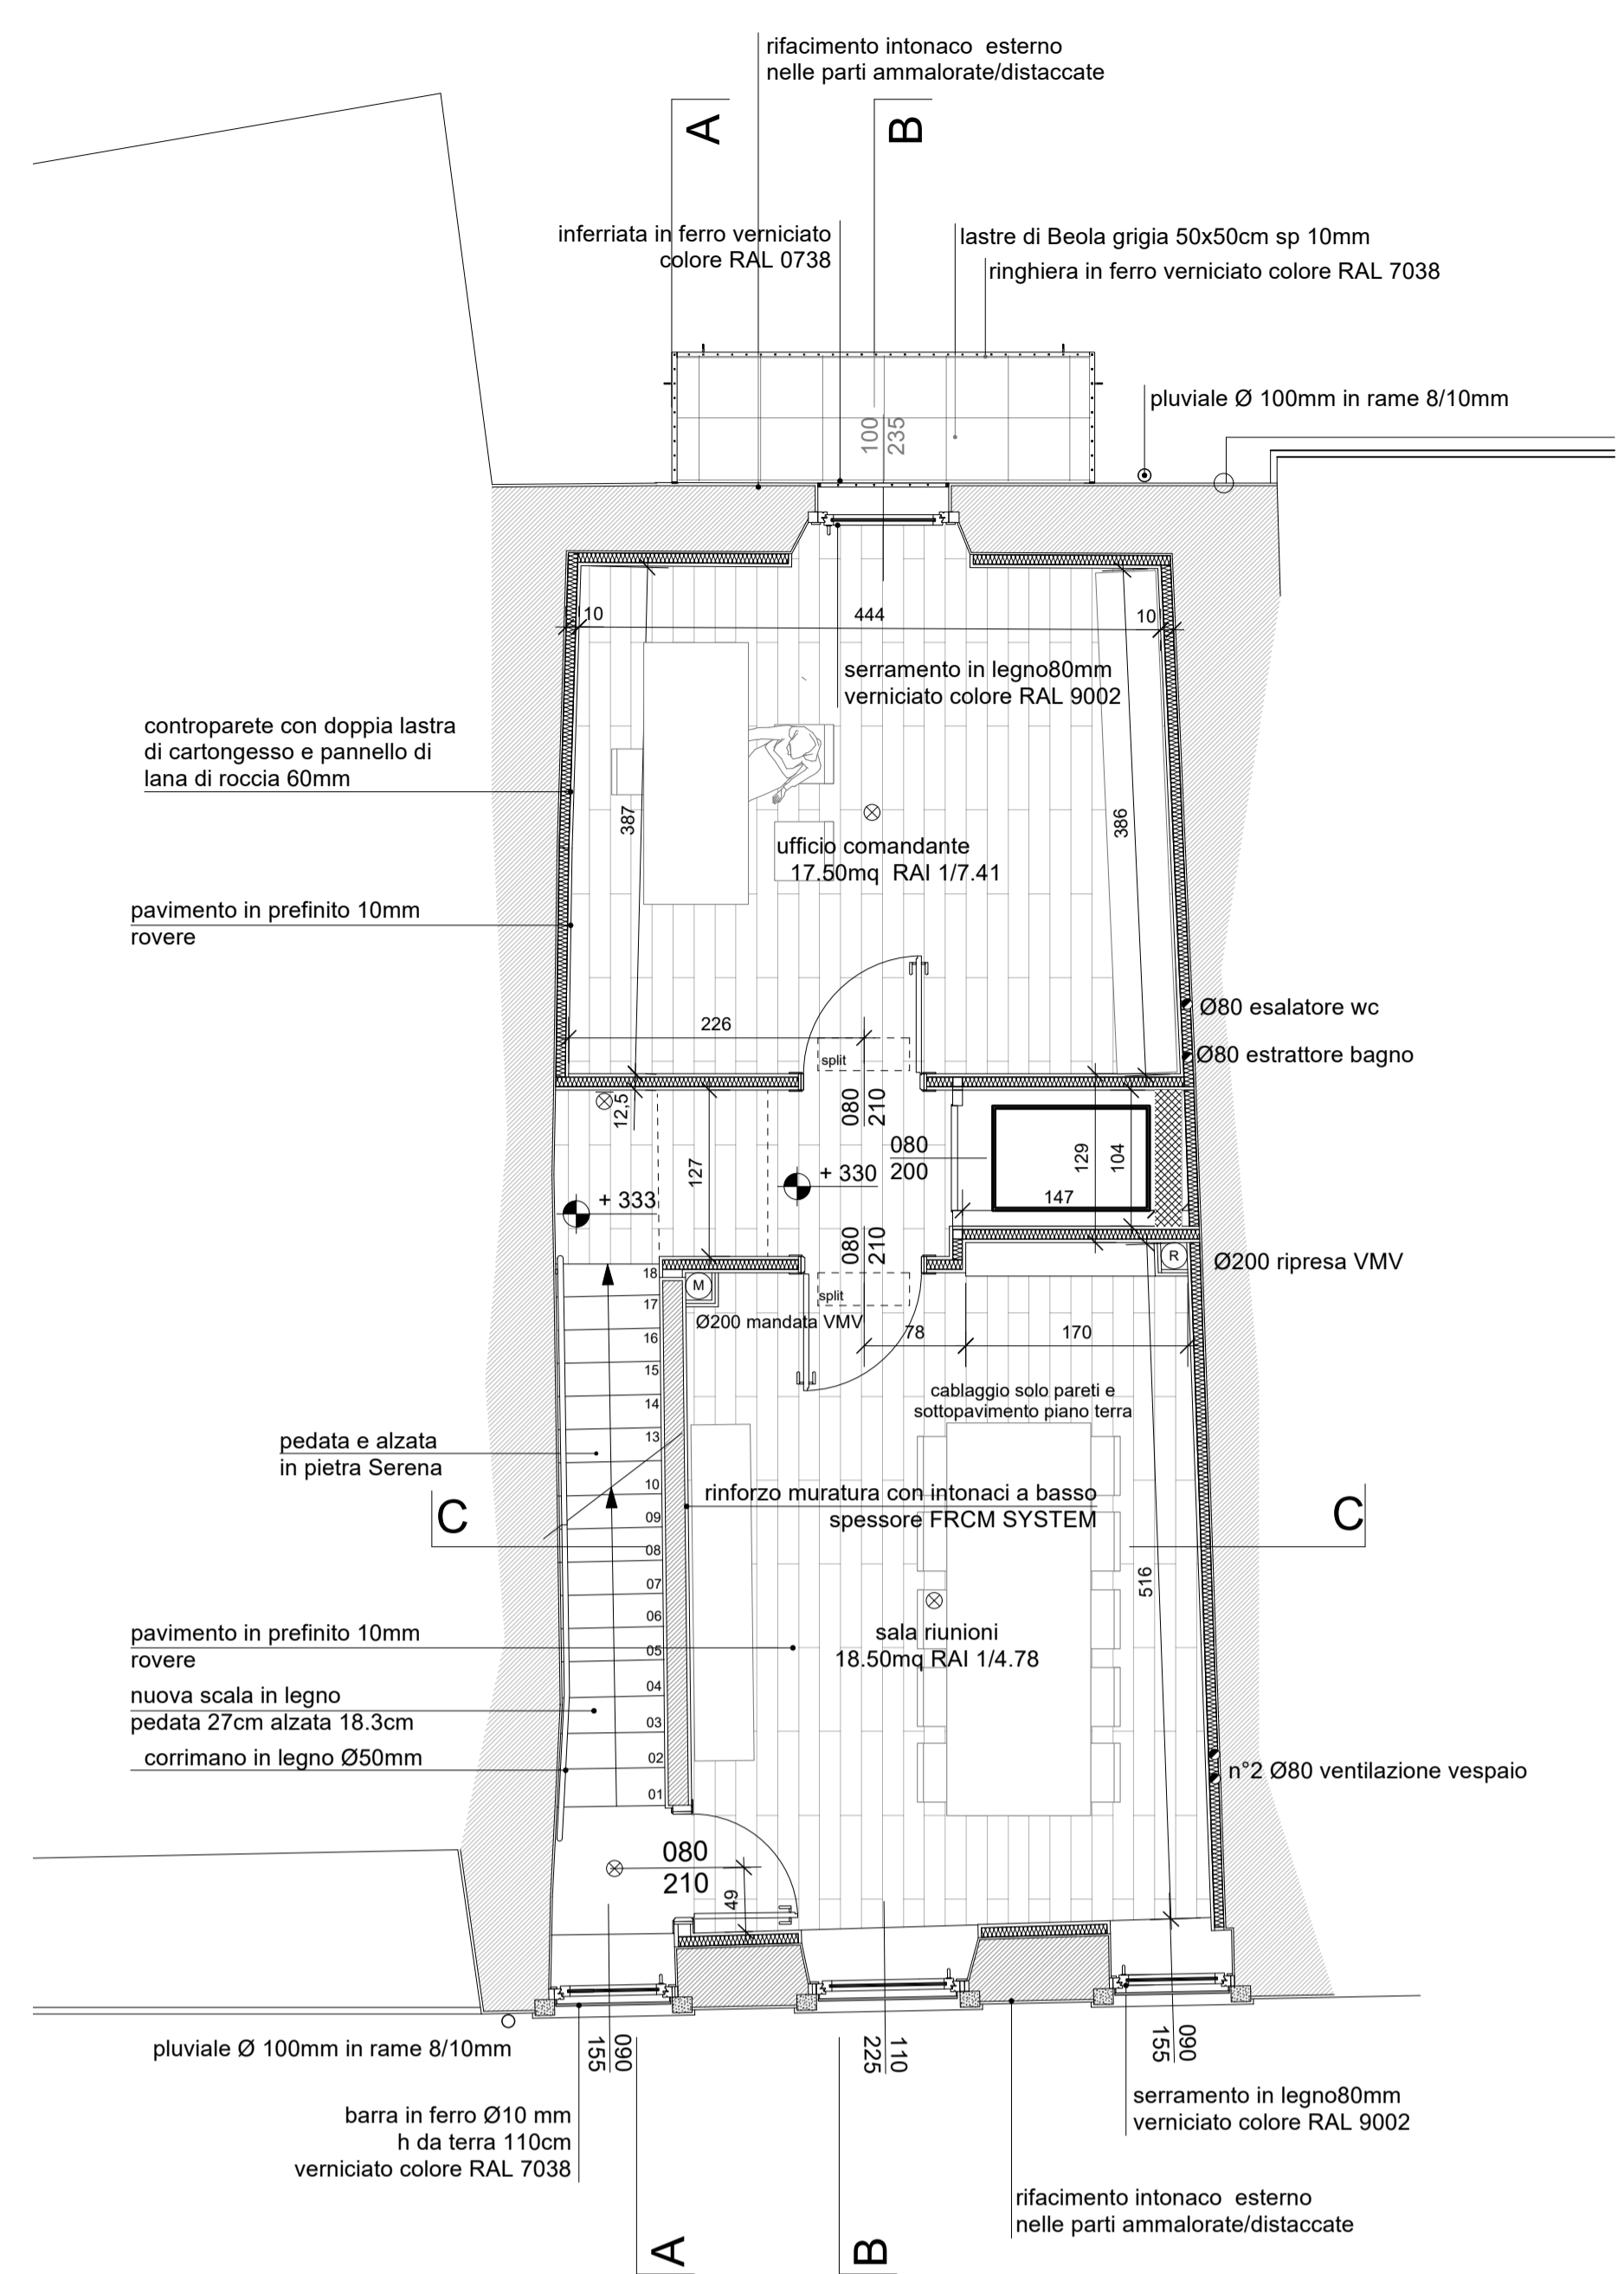 rifacimento intonaco  esterno
nelle parti ammalorate/distaccate
A
B
inferriata in ferro verniciato
colore RAL 0738
lastre di Beola grigia 50x50cm sp 10mm
ringhiera in ferro verniciato colore RAL 7038
pluviale Ø 100mm in rame 8/10mm
100
235
10
444
10
serramento in legno80mm
verniciato colore RAL 9002
controparete con doppia lastra
di cartongesso e pannello di
lana di roccia 60mm
387
386
ufficio comandante
17.50mq  RAI 1/7.41
pavimento in prefinito 10mm
rovere
Ø80 esalatore wc
226
split
Ø80 estrattore bagno
12,5
080
210
127
080
200
129
104
+ 330
147
+ 333
080
210
Ø200 ripresa VMV
R
18
M
split
17
Ø200 mandata VMV
78
170
16
15
14
cablaggio solo pareti e
sottopavimento piano terra
13
pedata e alzata
in pietra Serena
10
rinforzo muratura con intonaci a basso
spessore FRCM SYSTEM
C
C
09
08
07
516
06
sala riunioni
18.50mq RAI 1/4.78
pavimento in prefinito 10mm
rovere
05
04
nuova scala in legno
pedata 27cm alzata 18.3cm
03
corrimano in legno Ø50mm
02
n°2 Ø80 ventilazione vespaio
01
080
210
49
pluviale Ø 100mm in rame 8/10mm
090
155
110
225
090
155
serramento in legno80mm
verniciato colore RAL 9002
barra in ferro Ø10 mm
h da terra 110cm
verniciato colore RAL 7038
rifacimento intonaco  esterno
nelle parti ammalorate/distaccate
A
B